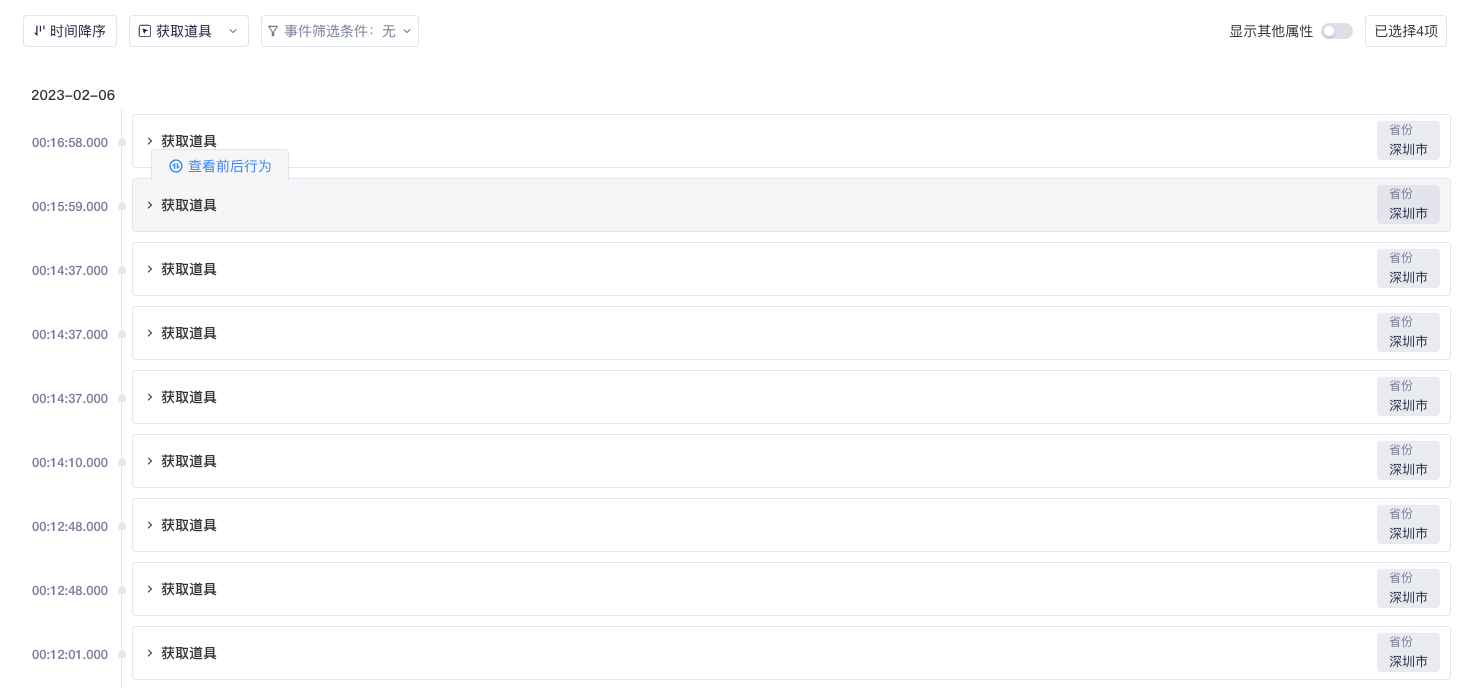 时间降序 获取道具 事件筛选条件：无 显示其他属性 已选择4项
2023-02-06
00:16:58.000 获取道具 省份 深圳市
查看前后行为
00:15:59.000 获取道具 省份 深圳市
00:14:37.000 获取道具 省份 深圳市
00:14:37.000 获取道具 省份 深圳市
00:14:37.000 获取道具 省份 深圳市
00:14:10.000 获取道具 省份 深圳市
00:12:48.000 获取道具 省份 深圳市
00:12:48.000 获取道具 省份 深圳市
00:12:01.000 获取道具 省份 深圳市